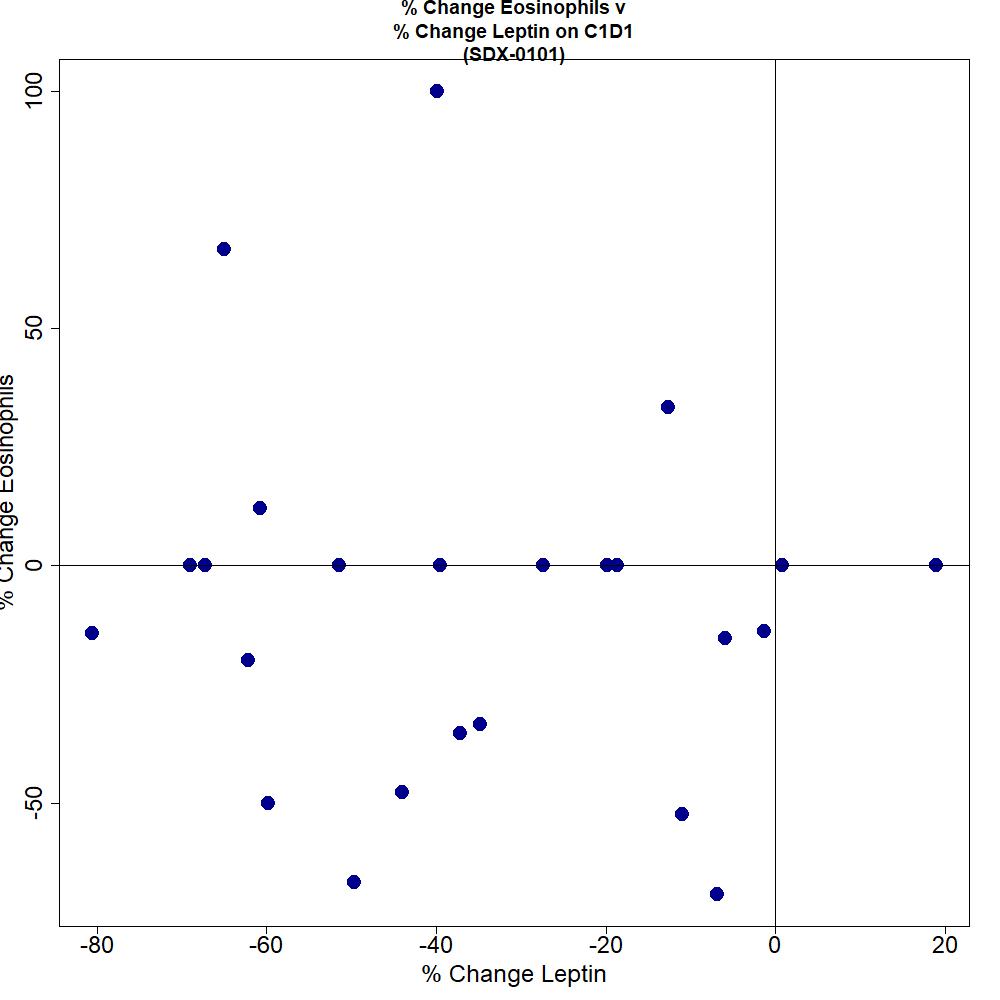 % Change Eosinophils v
% Change Leptin on C1D1
(SDX-0101)
100
50
0
-50
% Change Eosinophils
-80 -60 -40 -20 0 20
% Change Leptin